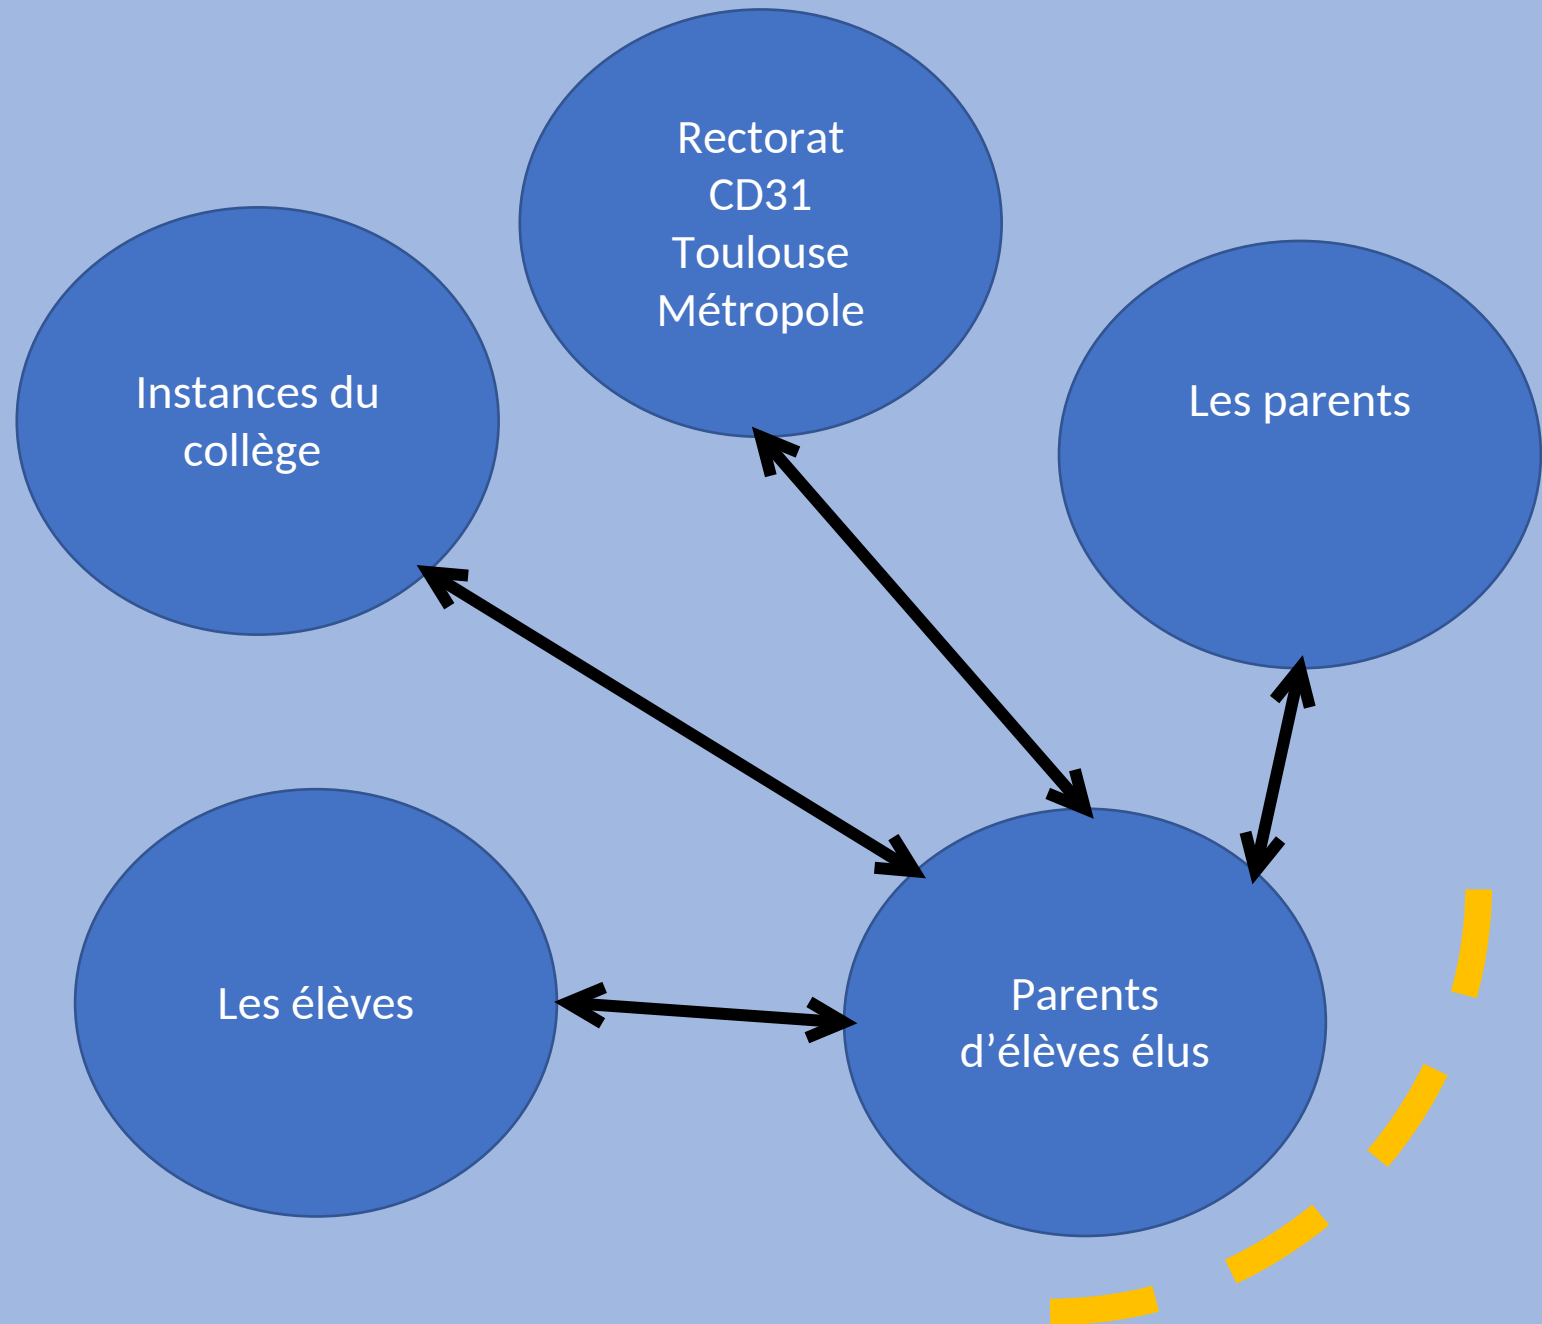 Rectorat
CD31
Toulouse
Métropole
Instances du
collège
Les parents
Les élèves
Parents
d’élèves élus